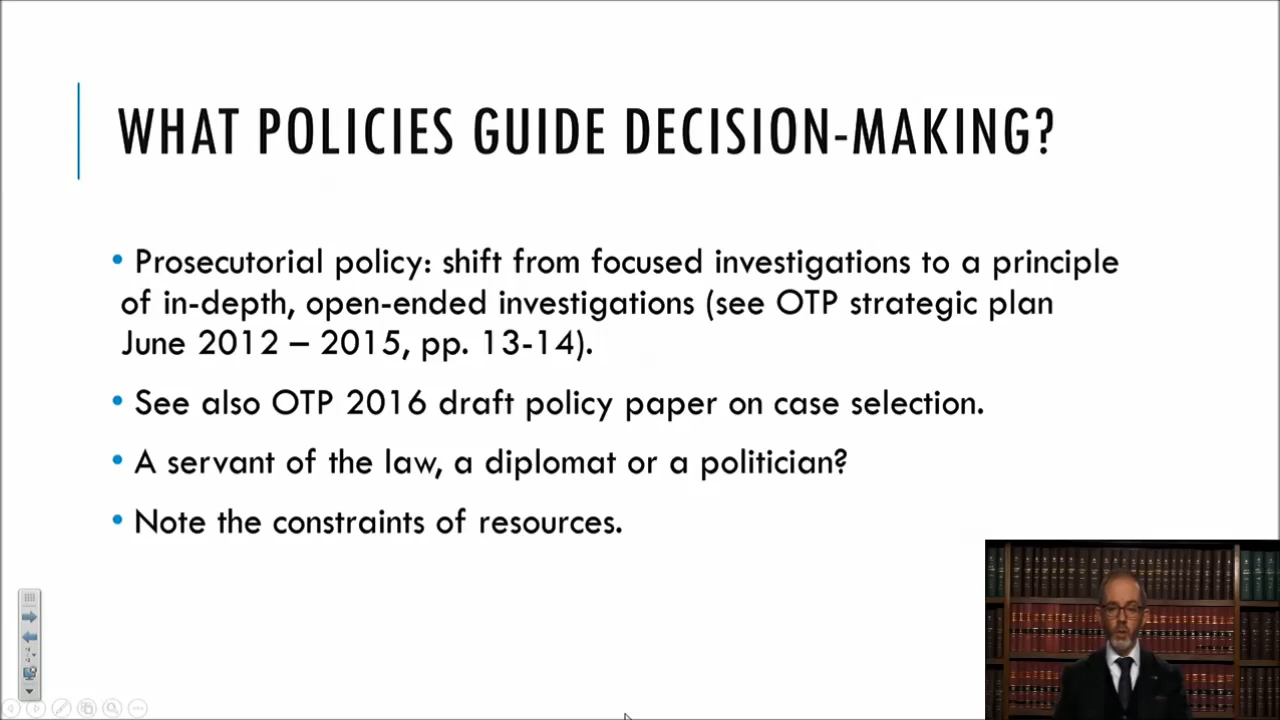 WHAT POLICIES GUIDE DECISION-MAKING?
• Prosecutorial policy: shift from focused investigations to a principle
of in-depth, open-ended investigations (see OTP strategic plan
June 2012 – 2015, pp. 13-14).
• See also OTP 2016 draft policy paper on case selection.
• A servant of the law, a diplomat or a politician?
• Note the constraints of resources.